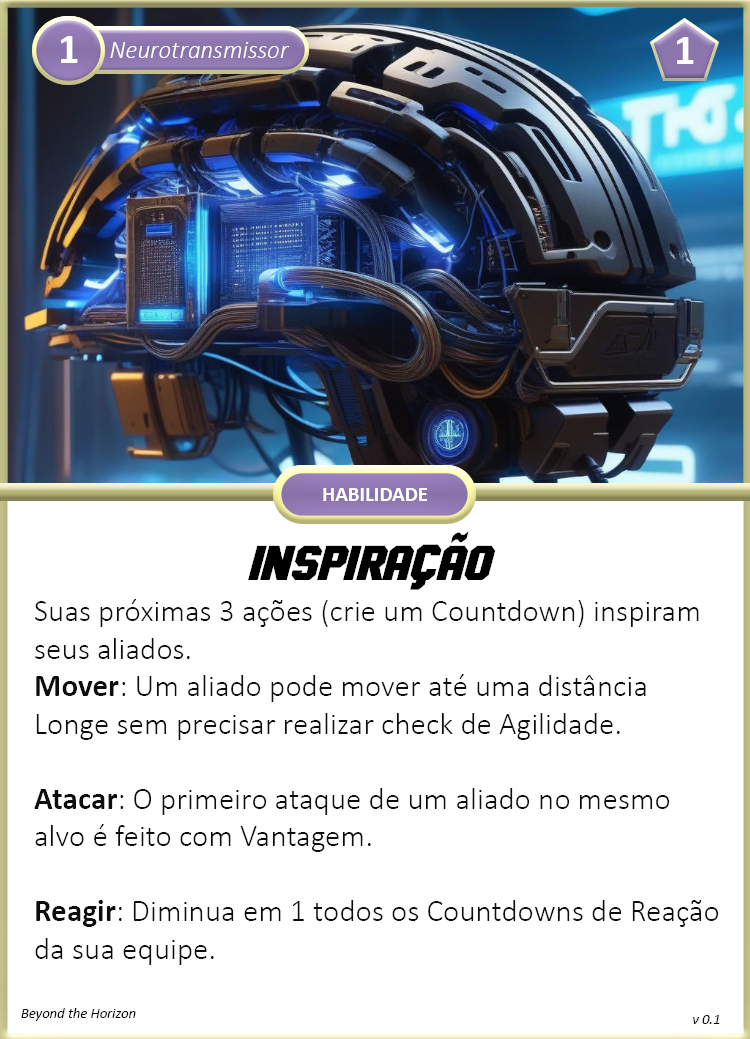 1 Neurotransmissor
1
HABILIDADE
INSPIRAÇÃO
Suas próximas 3 ações (crie um Countdown) inspiram
seus aliados.
Mover: Um aliado pode mover até uma distância
Longe sem precisar realizar check de Agilidade.
Atacar: O primeiro ataque de um aliado no mesmo
alvo é feito com Vantagem.
Reagir: Diminua em 1 todos os Countdowns de Reação
da sua equipe.
Beyond the Horizon
v 0.1